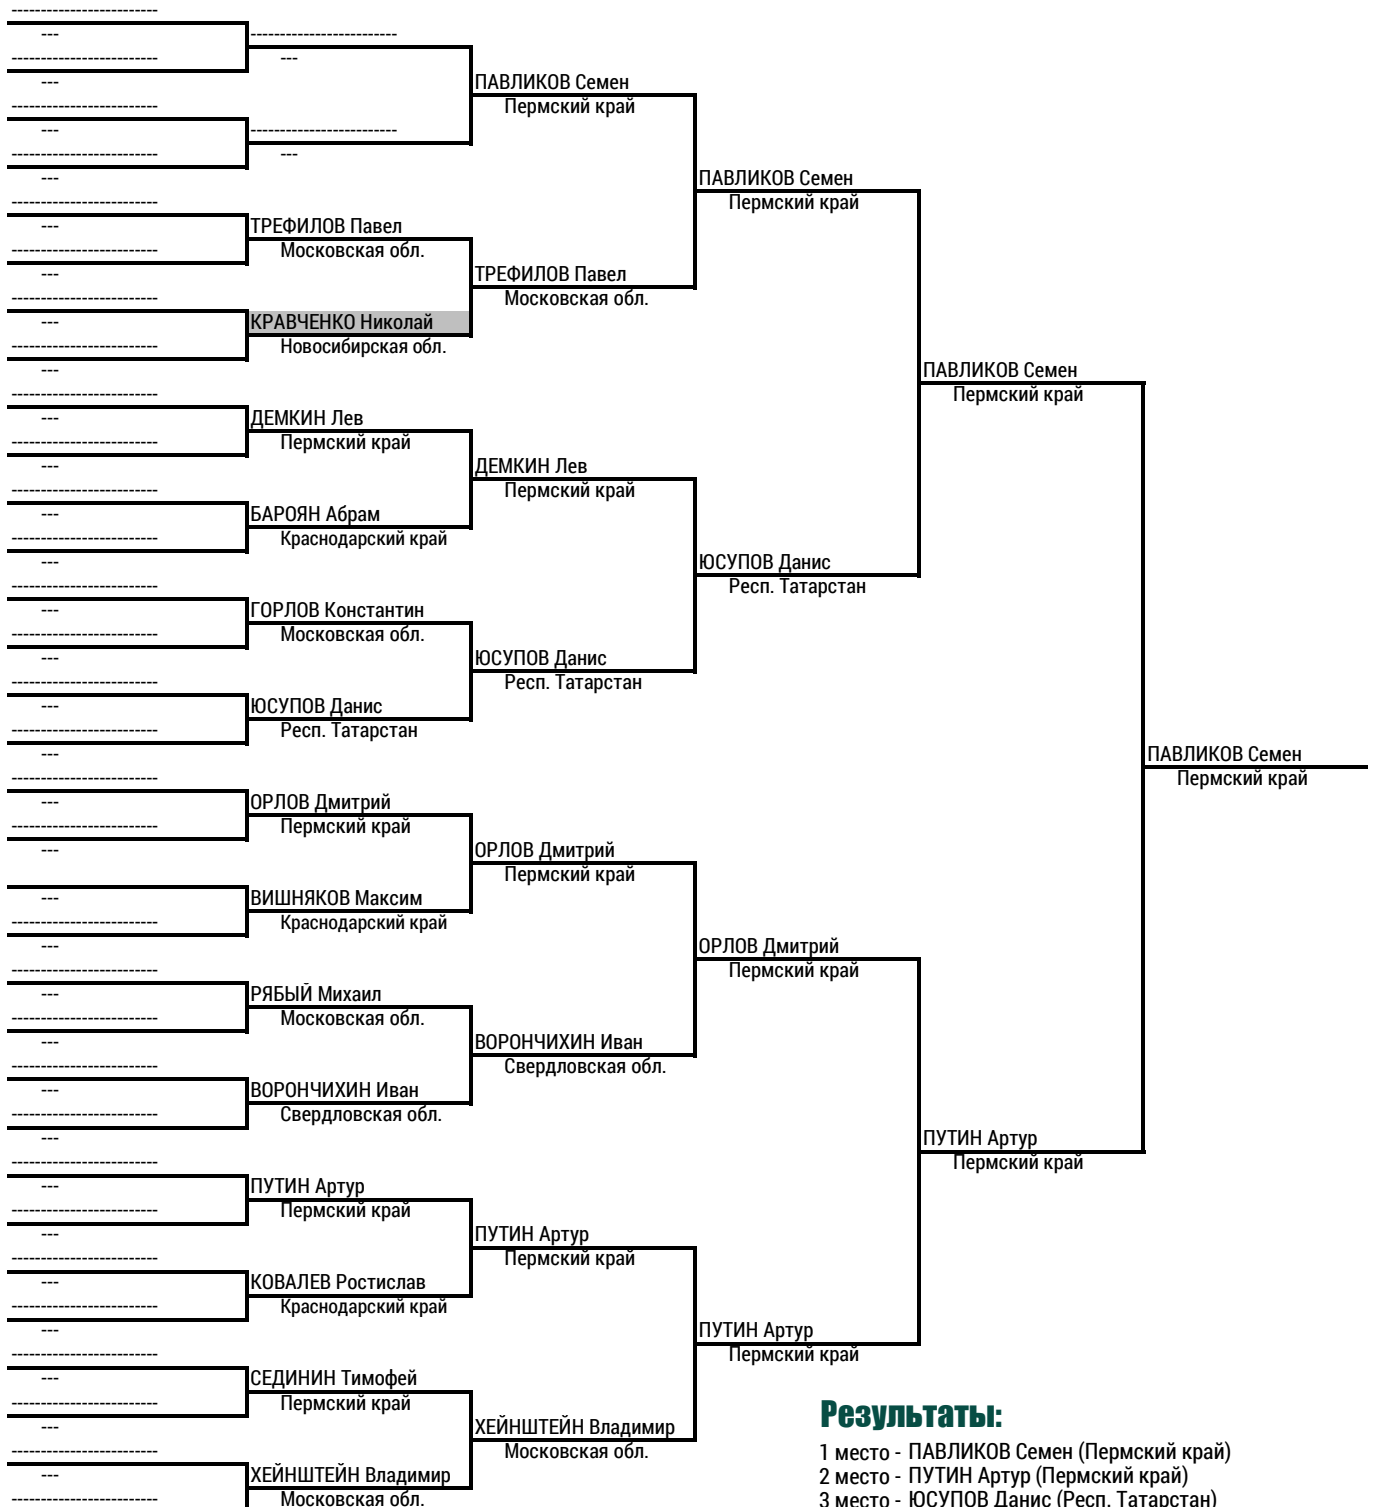 -------------------------
---
-------------------------
---
-------------------------
---
-------------------------
---
-------------------------
---
-------------------------
---
-------------------------
---
-------------------------
---
-------------------------
---
-------------------------
---
-------------------------
---
-------------------------
---
-------------------------
---
-------------------------
---
-------------------------
---
-------------------------
---
-------------------------
---
-------------------------
---
---
-------------------------
---
-------------------------
---
-------------------------
---
-------------------------
---
-------------------------
---
-------------------------
---
-------------------------
---
-------------------------
---
-------------------------
---
-------------------------
---
-------------------------
---
-------------------------
---
-------------------------
-------------------------
---
-------------------------
---
ТРЕФИЛОВ Павел
Московская обл.
КРАВЧЕНКО Николай
Новосибирская обл.
ДЕМКИН Лев
Пермский край
БАРОЯН Абрам
Краснодарский край
ГОРЛОВ Константин
Московская обл.
ЮСУПОВ Данис
Респ. Татарстан
ОРЛОВ Дмитрий
Пермский край
ВИШНЯКОВ Максим
Краснодарский край
РЯБЫЙ Михаил
Московская обл.
ВОРОНЧИХИН Иван
Свердловская обл.
ПУТИН Артур
Пермский край
КОВАЛЕВ Ростислав
Краснодарский край
СЕДИНИН Тимофей
Пермский край
ХЕЙНШТЕЙН Владимир
Московская обл.
ПАВЛИКОВ Семен
Пермский край
ТРЕФИЛОВ Павел
Московская обл.
ДЕМКИН Лев
Пермский край
ЮСУПОВ Данис
Респ. Татарстан
ОРЛОВ Дмитрий
Пермский край
ВОРОНЧИХИН Иван
Свердловская обл.
ПУТИН Артур
Пермский край
ХЕЙНШТЕЙН Владимир
Московская обл.
ПАВЛИКОВ Семен
Пермский край
ЮСУПОВ Данис
Респ. Татарстан
ОРЛОВ Дмитрий
Пермский край
ПУТИН Артур
Пермский край
ПАВЛИКОВ Семен
Пермский край
ПУТИН Артур
Пермский край
ПАВЛИКОВ Семен
Пермский край
Результаты:
1 место - ПАВЛИКОВ Семен (Пермский край)
2 место - ПУТИН Артур (Пермский край)
3 место - ЮСУПОВ Данис (Респ. Татарстан)